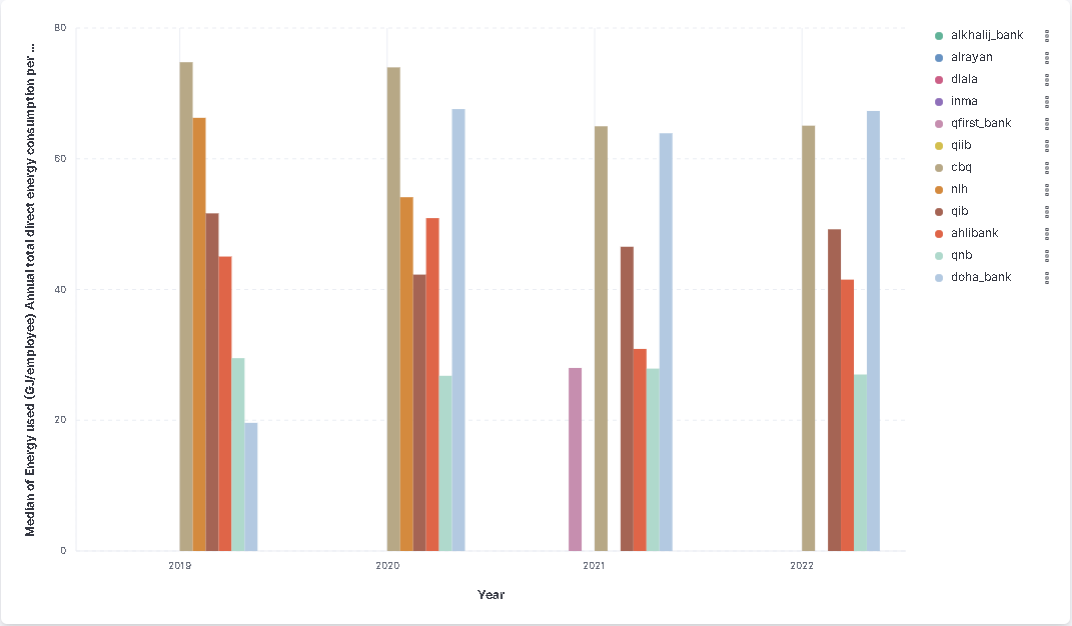 Median of Energy used (GJ/employee) Annual total direct energy consumption per ...
80
60
40
20
0
2019
2020
2021
2022
Year
alkhalij_bank
alrayan
dlala
inma
qfirst_bank
qiib
cbq
nlh
qib
ahlibank
qnb
doha_bank